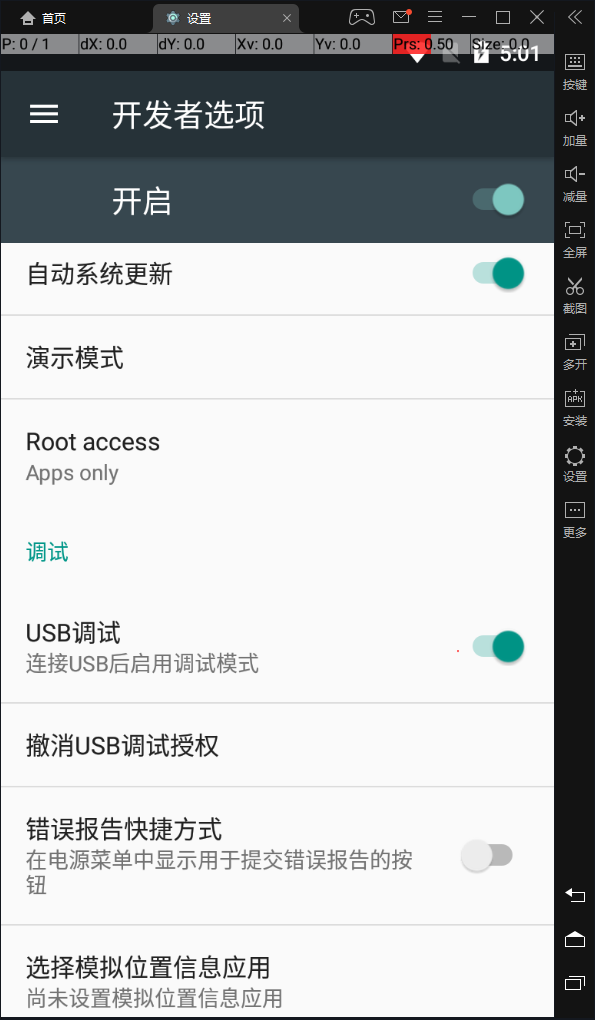 首页
设置
P: 0 / 1 dX: 0.0 dY: 0.0 Xv: 0.0 Yv: 0.0 Prs: 0.50 Size: 0.0
5:01
开发者选项
开启
自动系统更新
演示模式
Root access
Apps only
调试
USB调试
连接USB后启用调试模式
撤消USB调试授权
错误报告快捷方式
在电源菜单中显示用于提交错误报告的按
钮
选择模拟位置信息应用
尚未设置模拟位置信息应用
按键
加量
减量
全屏
截图
多开
APK
安装
设置
更多